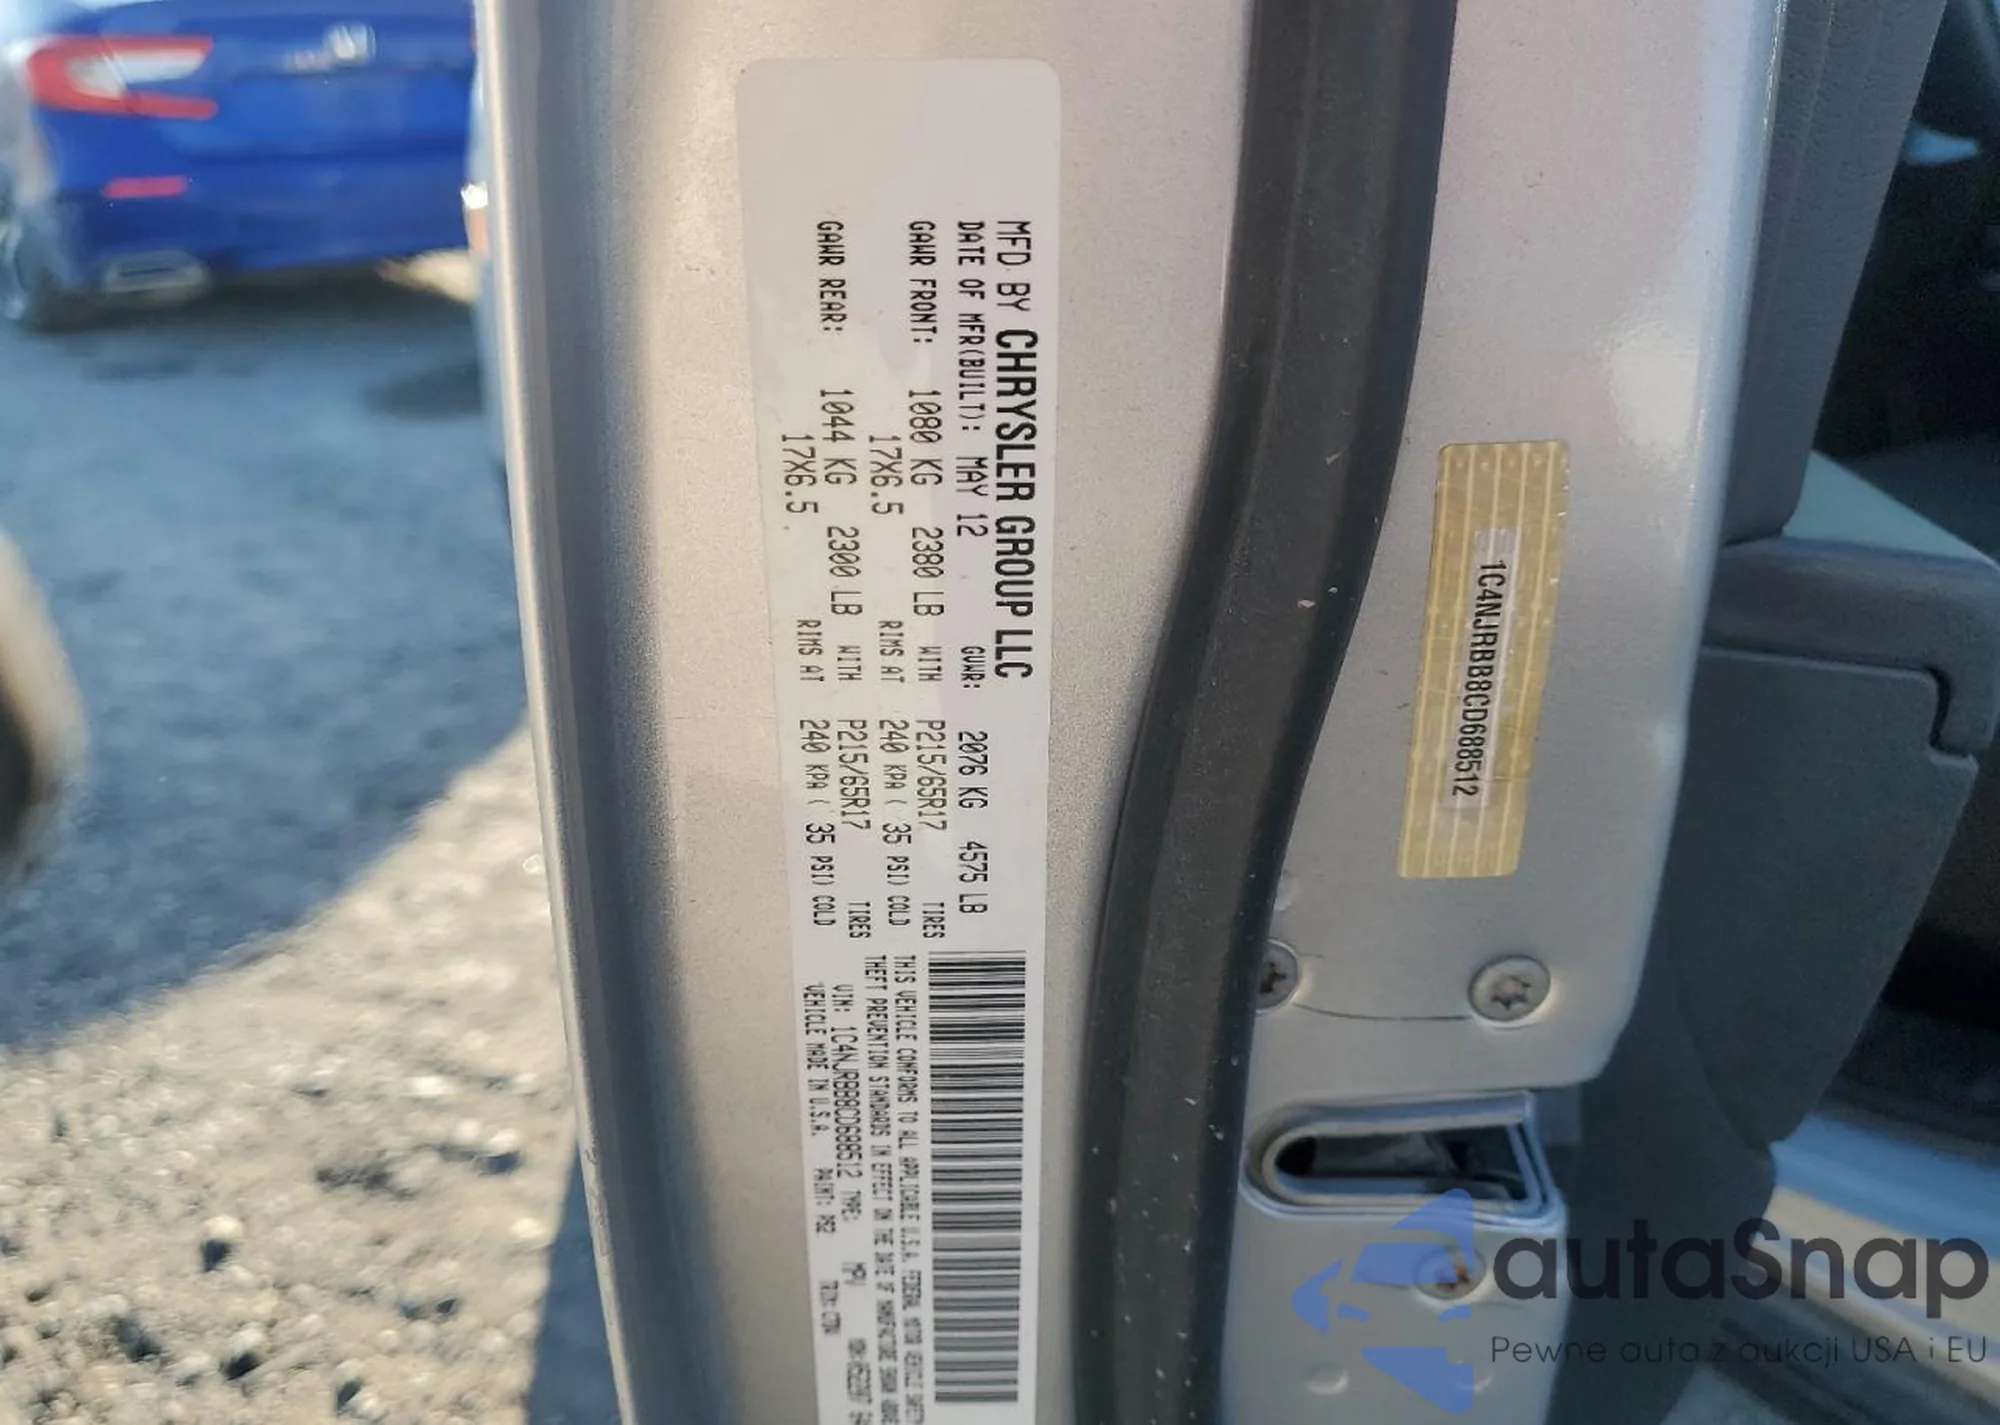 MFD BY CHRYSLER GROUP LLC
DATE OF MFR(BUILT): MAY 12 GVWR: 2076 KG 4575 LB
GAWR FRONT: 1080 KG 2380 LB WITH P215/65R17 TIRES
17X6.5 RIMS AT 240 KPA ( 35 PSI) COLD
GAWR REAR: 1044 KG 2300 LB WITH P215/65R17 TIRES
17X6.5 RIMS AT 240 KPA ( 35 PSI) COLD
THIS VEHICLE CONFORMS TO ALL APPLICABLE U.S.A. FEDERAL MOTOR VEHICLE SAFETY
THEFT PREVENTION STANDARDS IN EFFECT ON THE DATE OF MANUFACTURE SHOWN ABOVE
VIN: 1C4NJRBB8CD688512 TYPE: MPV
VEHICLE MADE IN U.S.A. PAINT: PS2 TRIM:
1C4NJRBB8CD688512
autaSnap
Pewne auta z aukcji USA i EU